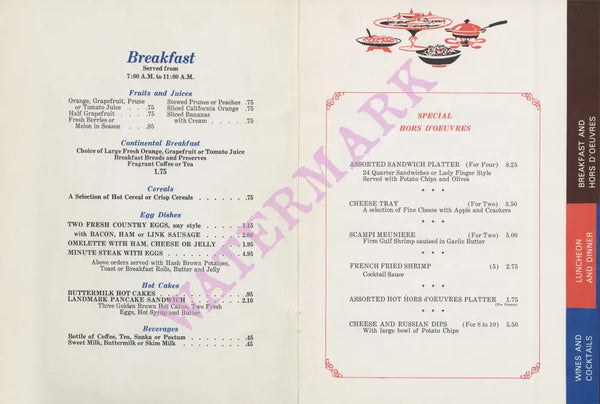 Breakfast
Served from
7:00 A.M. to 11:00 A.M.
Fruits and Juices
Orange, Grapefruit, Prune
or Tomato Juice . . . .75
Half Grapefruit . . . . .75
Fresh Berries or
Melon in Season . . .85
Stewed Prunes or Peaches .75
Sliced California Orange .75
Sliced Bananas
with Cream . . . . .75
Continental Breakfast
Choice of Large Fresh Orange, Grapefruit or Tomato Juice
Breakfast Breads and Preserves
Fragrant Coffee or Tea
1.75
Cereals
A Selection of Hot Cereal or Crisp Cereals . . . . . .75
Egg Dishes
TWO FRESH COUNTRY EGGS, any style . . . . . . 1.15
with BACON, HAM or LINK SAUSAGE . . 2.00
OMELETTE WITH HAM, CHEESE OR JELLY . . 1.95
MINUTE STEAK WITH EGGS . . . . . . . 4.95
Above orders served with Hash Brown Potatoes,
Toast or Breakfast Rolls, Butter and Jelly
Hot Cakes
BUTTERMILK HOT CAKES . . . . . . . . . .95
LANDMARK PANCAKE SANDWICH . . . . . . 2.10
Three Golden Brown Hot Cakes, Two Fresh
Eggs, Hot Syrup and Butter
Beverages
Bottle of Coffee, Tea, Sanka or Postum . . . . . . .45
Sweet Milk, Buttermilk or Skim Milk . . . . . . .45
SPECIAL
HORS D'OEUVRES
ASSORTED SANDWICH PLATTER (For Four) 8.25
24 Quarter Sandwiches or Lady Finger Style
Served with Potato Chips and Olives
CHEESE TRAY (For Two) 3.50
A selection of Fine Cheese with Apple and Crackers
SCAMPI MEUNIERE (For Two) 5.00
Firm Gulf Shrimp sauteed in Garlic Butter
FRENCH FRIED SHRIMP (5) 2.75
Cocktail Sauce
ASSORTED HOT HORS D'OEUVRES PLATTER 1.75
(Per Person)
CHEESE AND RUSSIAN DIPS (For 8 to 10) 5.50
With large bowl of Potato Chips
BREAKFAST AND
HORS D'OEUVRES
LUNCHEON
AND DINNER
WINES AND
COCKTAILS
WATERMARK